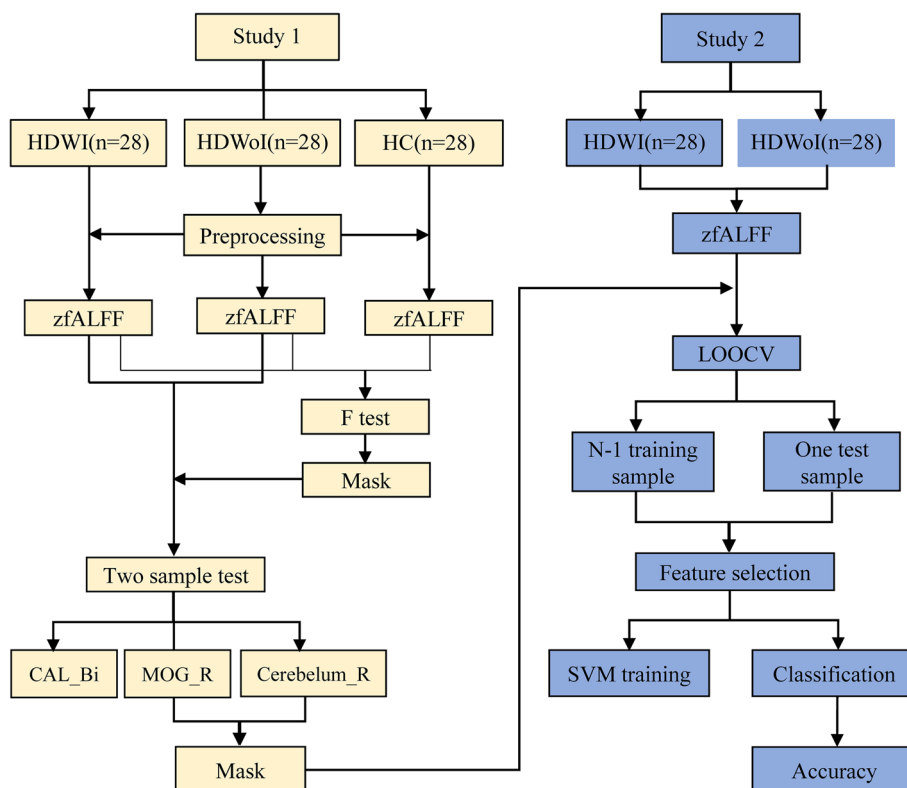 Study 1
HDWI(n=28)
HDWoI(n=28)
HC(n=28)
Preprocessing
zfALFF
zfALFF
zfALFF
F test
Mask
Two sample test
CAL_Bi
MOG_R
Cerebelum_R
Mask
Study 2
HDWI(n=28)
HDWoI(n=28)
zfALFF
LOOCV
N-1 training
sample
One test
sample
Feature selection
SVM training
Classification
Accuracy